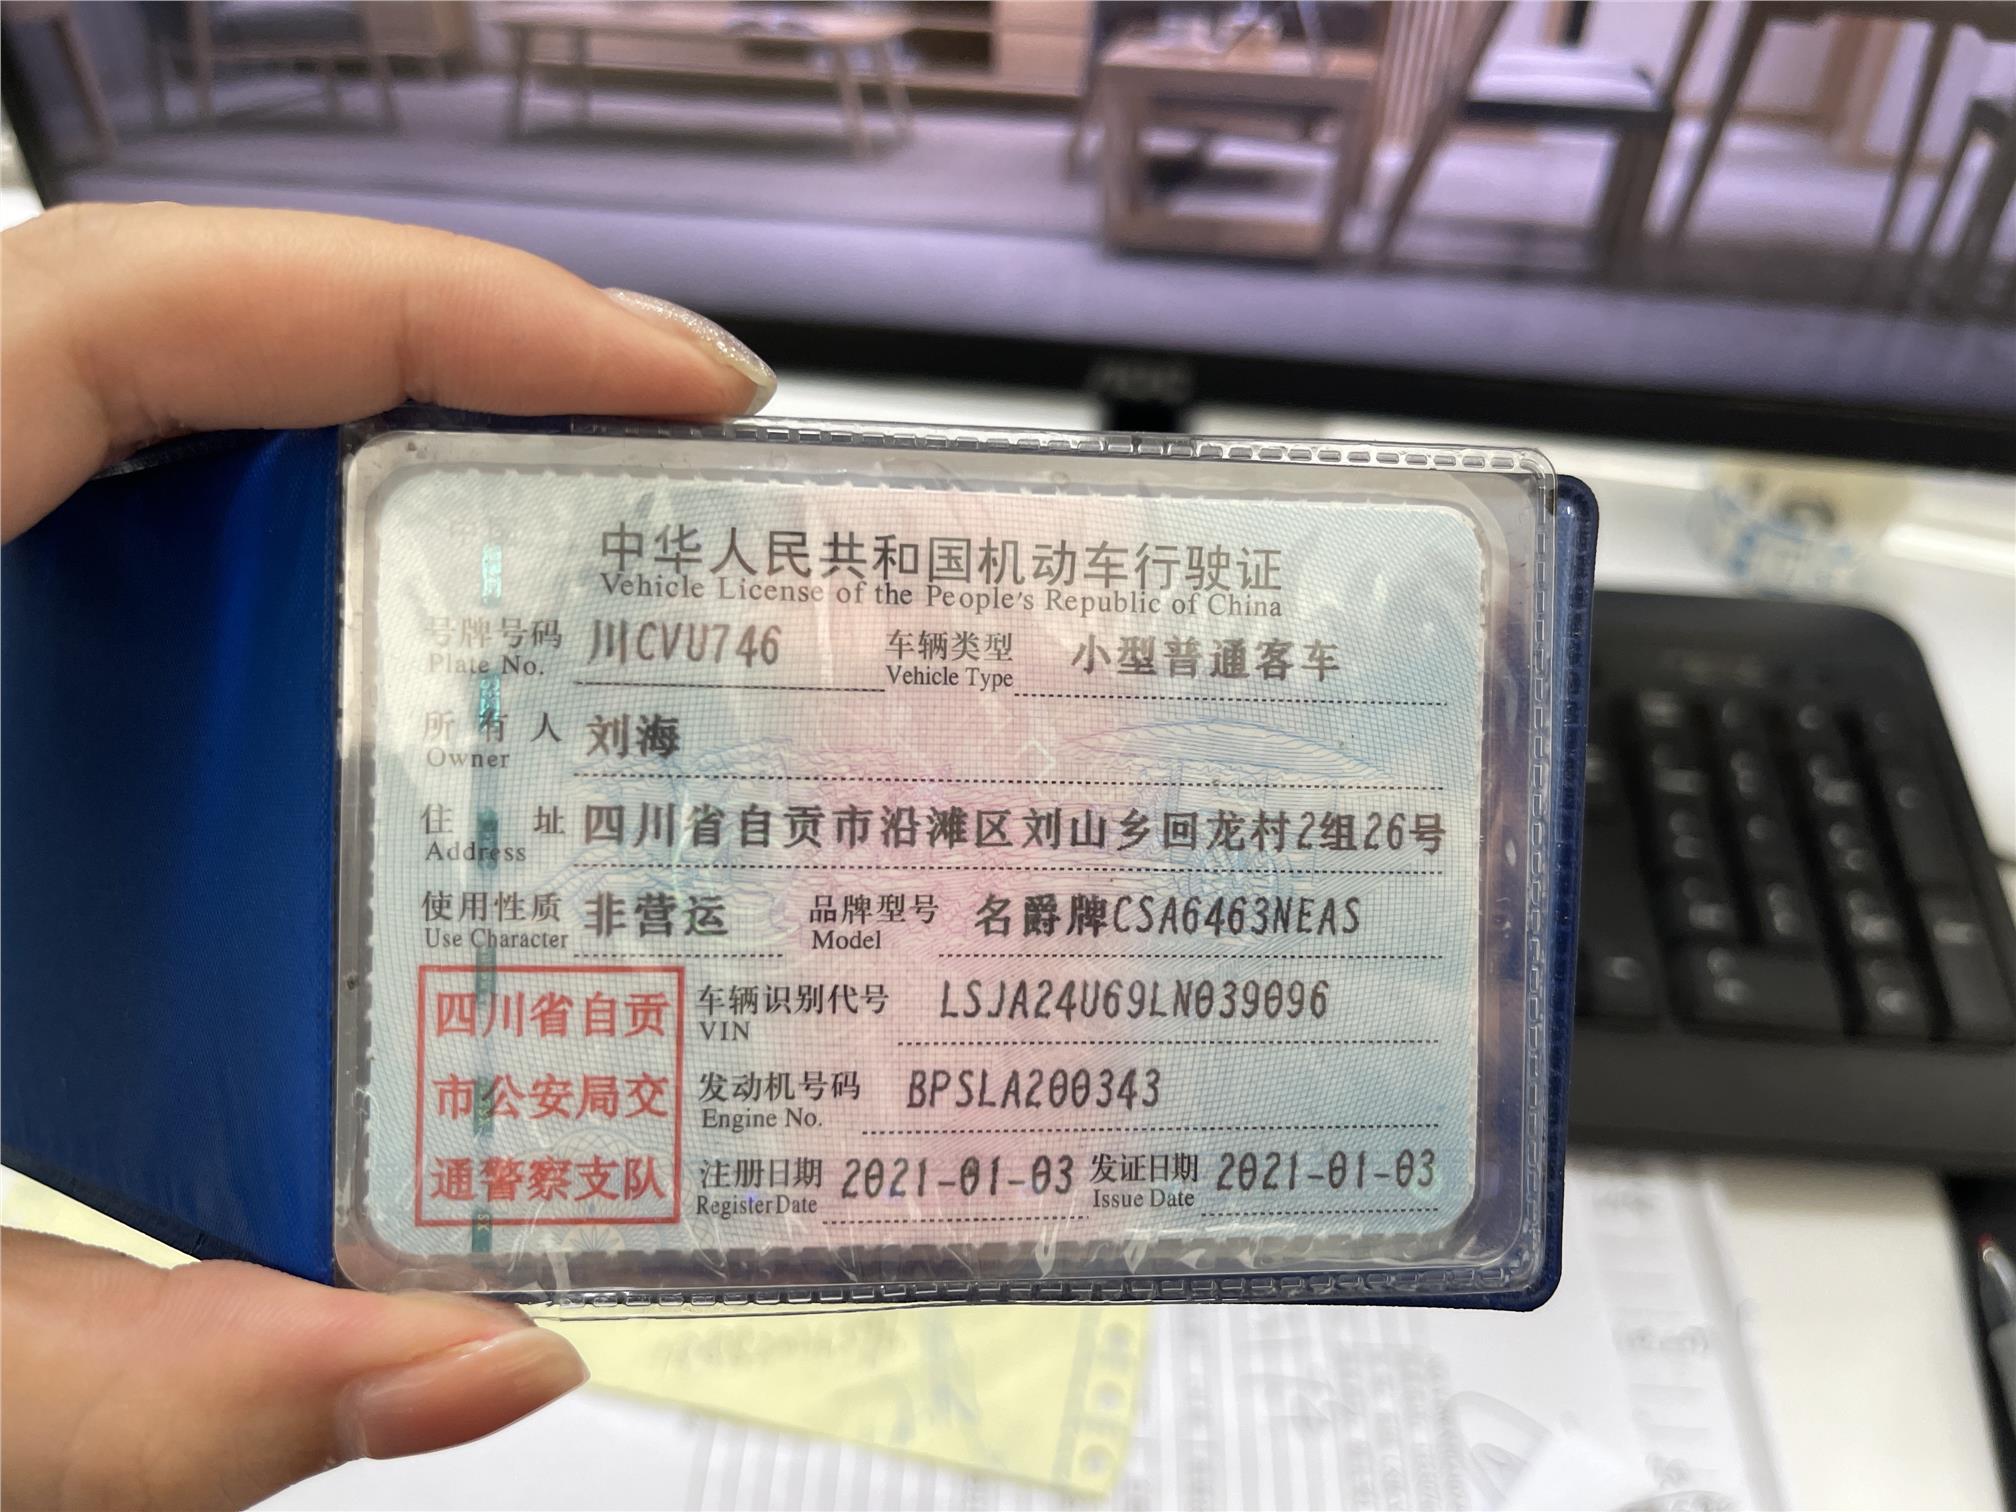 中华人民共和国机动车行驶证
Vehicle License of the People's Republic of China
号牌号码 川CVU746 车辆类型 小型普通客车
Plate No. Vehicle Type
所有人 刘海
Owner
住址 四川省自贡市沿滩区刘山乡回龙村2组26号
Address
使用性质 非营运 品牌型号 名爵牌CSA6463NEAS
Use Character Model
四川省自贡
市公安局交
通警察支队
车辆识别代号 LSJA24U69LN039096
VIN
发动机号码 BPSLA200343
Engine No.
注册日期 2021-01-03 发证日期 2021-01-03
Register Date Issue Date